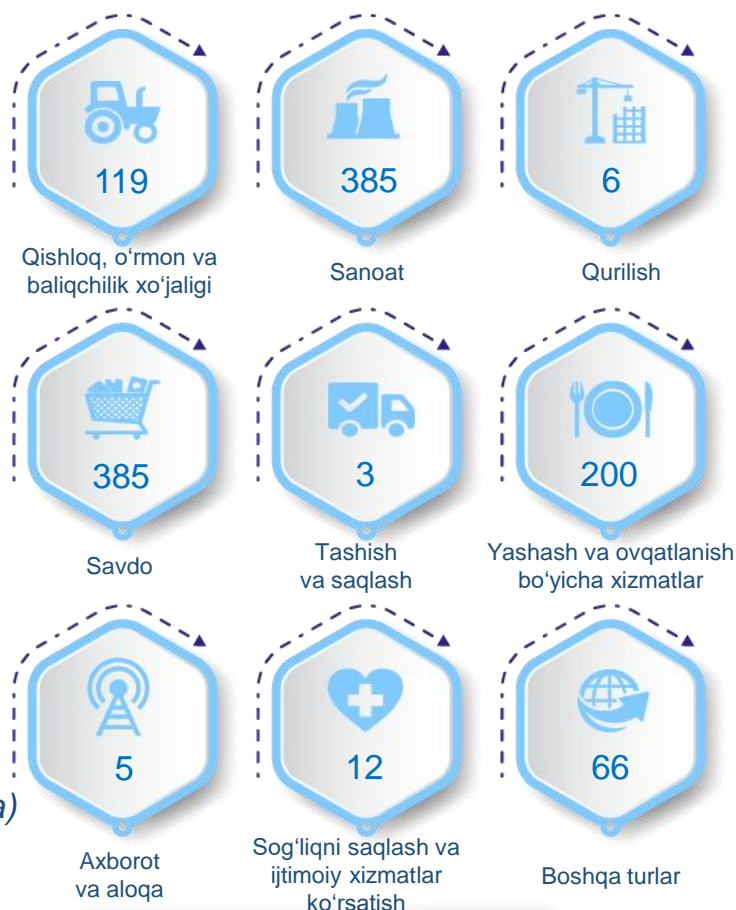 119
Qishloq, o‘rmon va
baliqchilik xo‘jaligi
385
Sanoat
6
Qurilish
385
Savdo
3
Tashish
va saqlash
200
Yashash va ovqatlanish
bo‘yicha xizmatlar
5
Axborot
va aloqa
12
Sog‘liqni saqlash va
ijtimoiy xizmatlar
ko‘rsatish
66
Boshqa turlar
a)